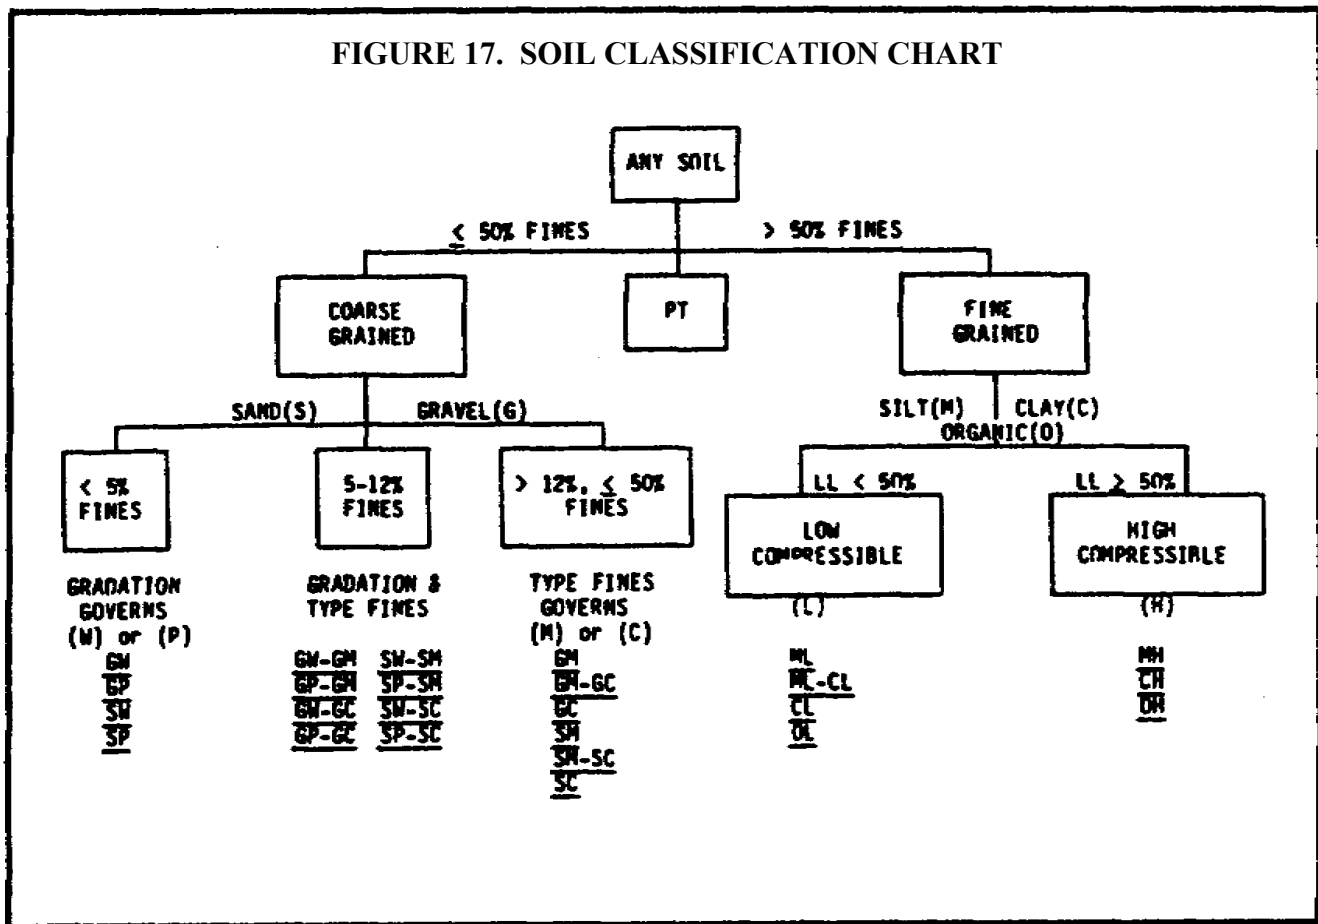 FIGURE 17. SOIL CLASSIFICATION CHART
ANY SOIL
≤ 50% FINES
> 50% FINES
COARSE
GRAINED
PT
FINE
GRAINED
SAND(S)
GRAVEL(G)
SILT(M)
CLAY(C)
ORGANIC(O)
< 5%
FINES
5-12%
FINES
> 12%, ≤ 50%
FINES
LL < 50%
LL ≥ 50%
LOW
COMPRESSIBLE
HIGH
COMPRESSIBLE
GRADATION
GOVERNS
(W) or (P)
GW
GP
SW
SP
GRADATION &
TYPE FINES
GW-GM SW-SM
GP-GM SP-SM
GW-GC SW-SC
GP-GC SP-SC
TYPE FINES
GOVERNS
(M) or (C)
GM
GM-GC
GC
SM
SM-SC
SC
(L)
ML
ML-CL
CL
OL
(H)
MH
CH
OH